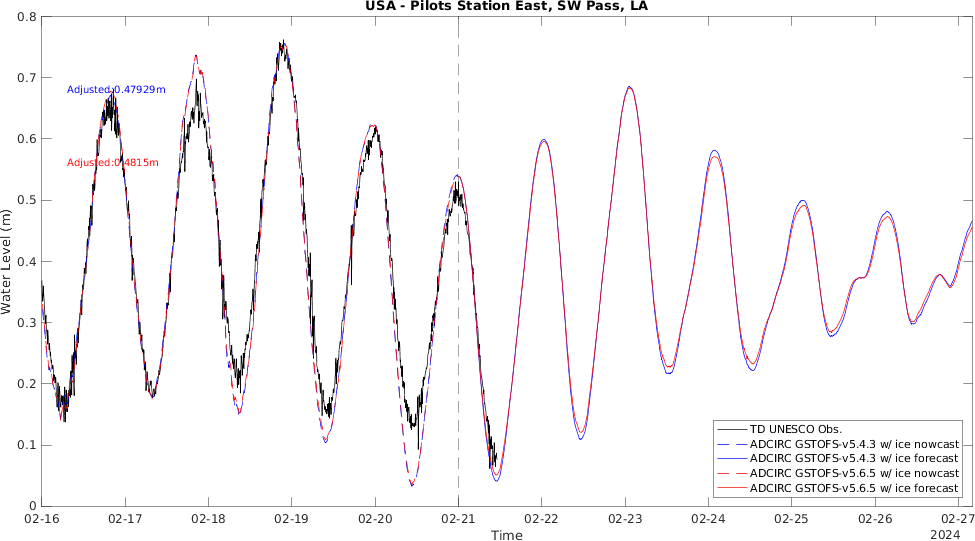 USA - Pilots Station East, SW Pass, LA
0.8
0.7
0.6
0.5
0.4
0.3
0.2
0.1
0
Water Level (m)
Adjusted:0.47929m
Adjusted:0.4815m
TD UNESCO Obs.
ADCIRC GSTOFS-v5.4.3 w/ ice nowcast
ADCIRC GSTOFS-v5.4.3 w/ ice forecast
ADCIRC GSTOFS-v5.6.5 w/ ice nowcast
ADCIRC GSTOFS-v5.6.5 w/ ice forecast
02-16 02-17 02-18 02-19 02-20 02-21 02-22 02-23 02-24 02-25 02-26 02-27
Time
2024